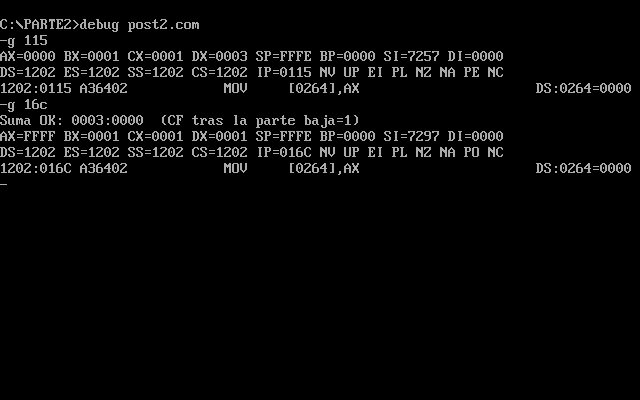 C:\PARTE2>debug post2.com
-g 115
AX=0000 BX=0001 CX=0001 DX=0003 SP=FFFE BP=0000 SI=7257 DI=0000
DS=1202 ES=1202 SS=1202 CS=1202 IP=0115 NV UP EI PL NZ NA PE NC
1202:0115 A36402 MOV [0264],AX DS:0264=0000
-g 16c
Suma OK: 0003:0000 (CF tras la parte baja=1)
AX=FFFF BX=0001 CX=0001 DX=0003 SP=FFFE BP=0000 SI=7297 DI=0000
DS=1202 ES=1202 SS=1202 CS=1202 IP=016C NV UP EI PL NZ NA PO NC
1202:016C A36402 MOV [0264],AX DS:0264=0000
-